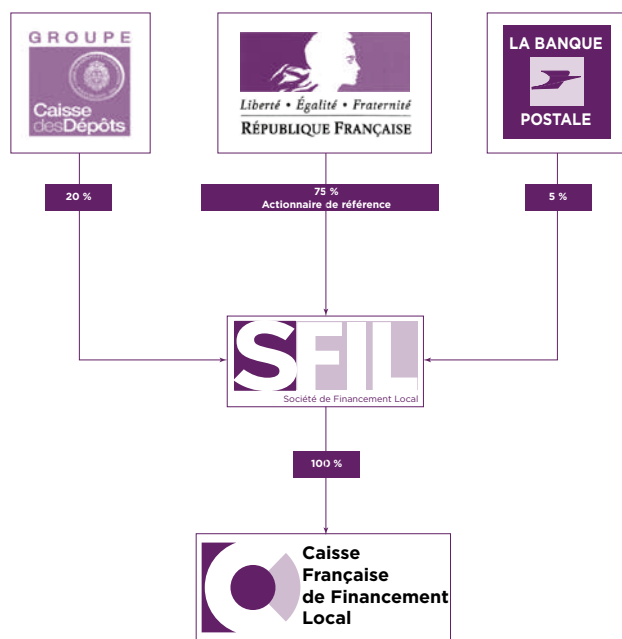 GROUPE
Caisse
desDépôts
Liberté • Égalité • Fraternité
RÉPUBLIQUE FRANÇAISE
LA BANQUE
POSTALE
20 %
75 %
Actionnaire de référence
5 %
SFIL
Société de Financement Local
100 %
Caisse
Française
de Financement
Local